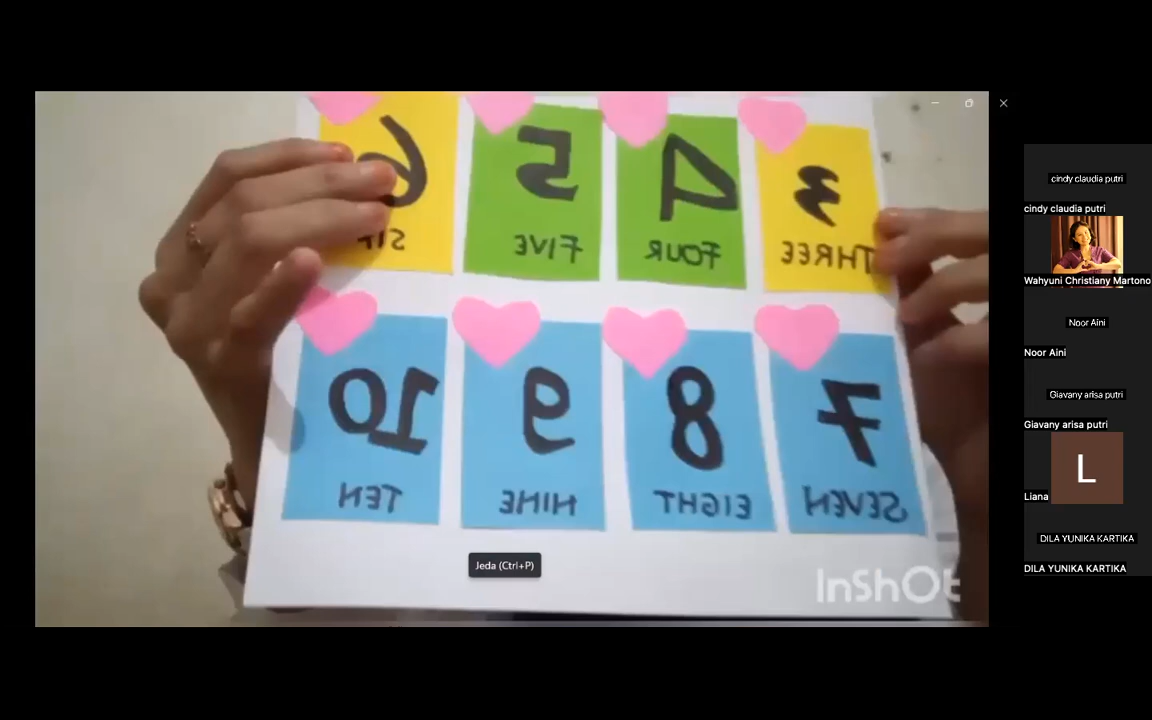 3 4 5 6
THREE FOUR FIVE
7 8 9 10
SEVEN EIGHT NINE TEN
Jeda (Ctrl+P)
InShOt
cindy claudia putri
cindy claudia putri
Wahyuni Christiany Martono
Noor Aini
Noor Aini
Giavany arisa putri
Giavany arisa putri
L
Liana
DILA YUNIKA KARTIKA
DILA YUNIKA KARTIKA